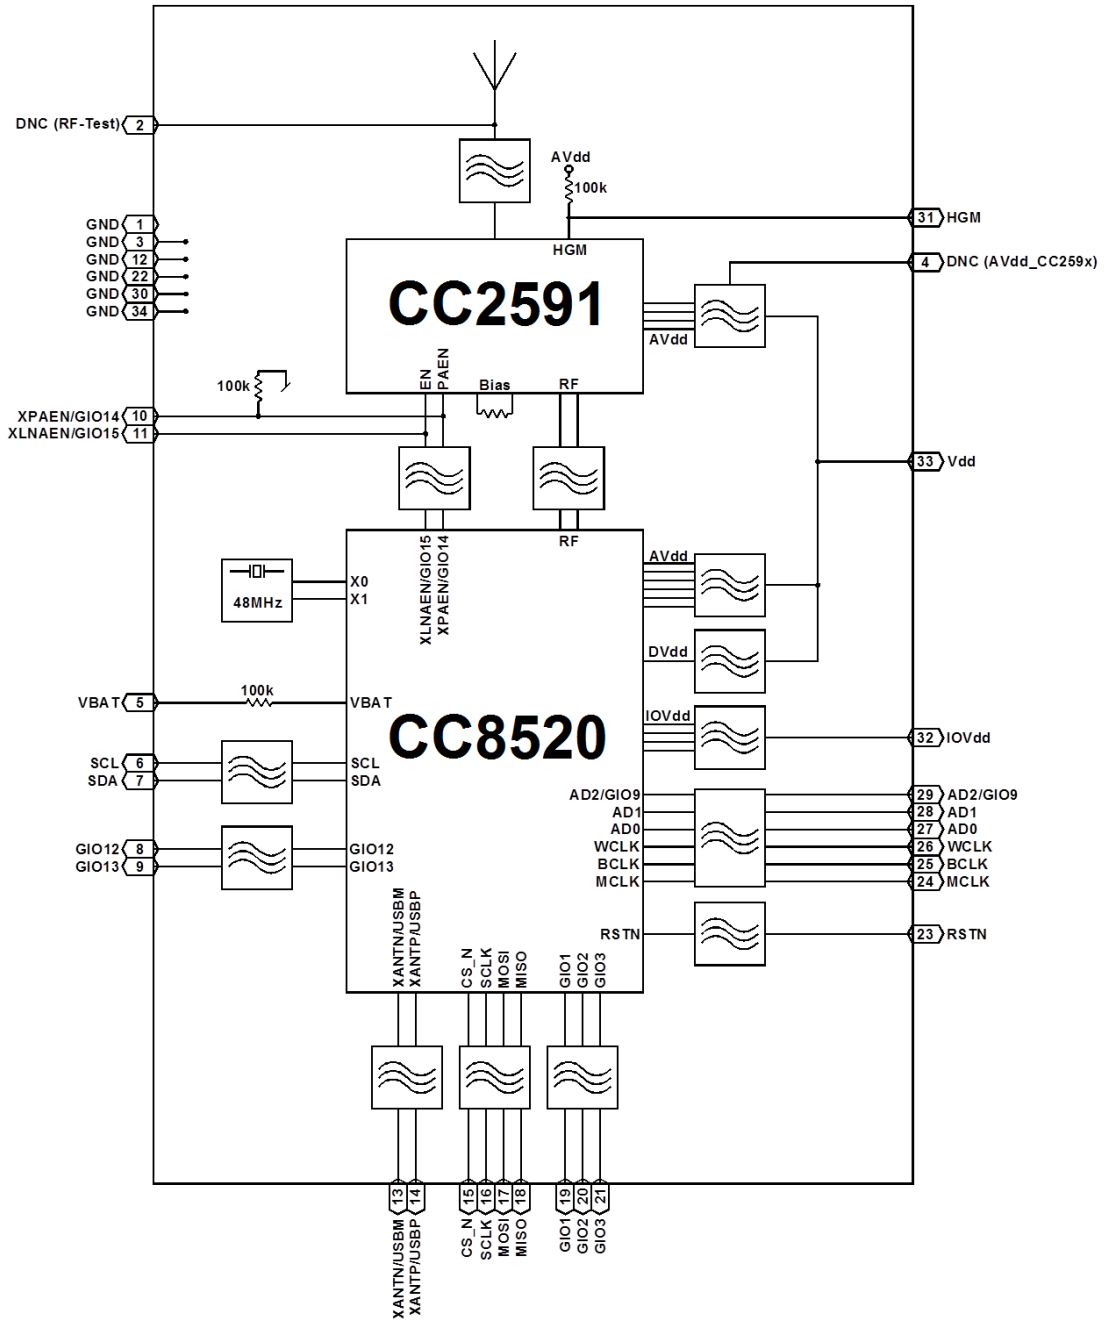 DNC (RF-Test) 2
AVdd
100k
GND 1
GND 3
GND 12
GND 22
GND 30
GND 34
31 HGM
HGM
4 DNC (AVdd_CC259x)
CC2591
AVdd
EN
PAEN
Bias
RF
100k
XPAEN/GIO14 10
XLNAEN/GIO15 11
33 Vdd
XLNAEN/GIO15
XPAEN/GIO14
RF
48MHz
X0
X1
AVdd
DVdd
VBAT 5
100k
VBAT
CC8520
IOVdd
32 IOVdd
SCL 6
SDA 7
SCL
SDA
AD2/GIO9
AD1
AD0
WCLK
BCLK
MCLK
29 AD2/GIO9
28 AD1
27 AD0
26 WCLK
25 BCLK
24 MCLK
GIO12 8
GIO13 9
GIO12
GIO13
RSTN
23 RSTN
XANTN/USBM
XANTP/USBP
CS_N
SCLK
MOSI
MISO
GIO1
GIO2
GIO3
13 XANTN/USBM
14 XANTP/USBP
15 CS_N
16 SCLK
17 MOSI
18 MISO
19 GIO1
20 GIO2
21 GIO3